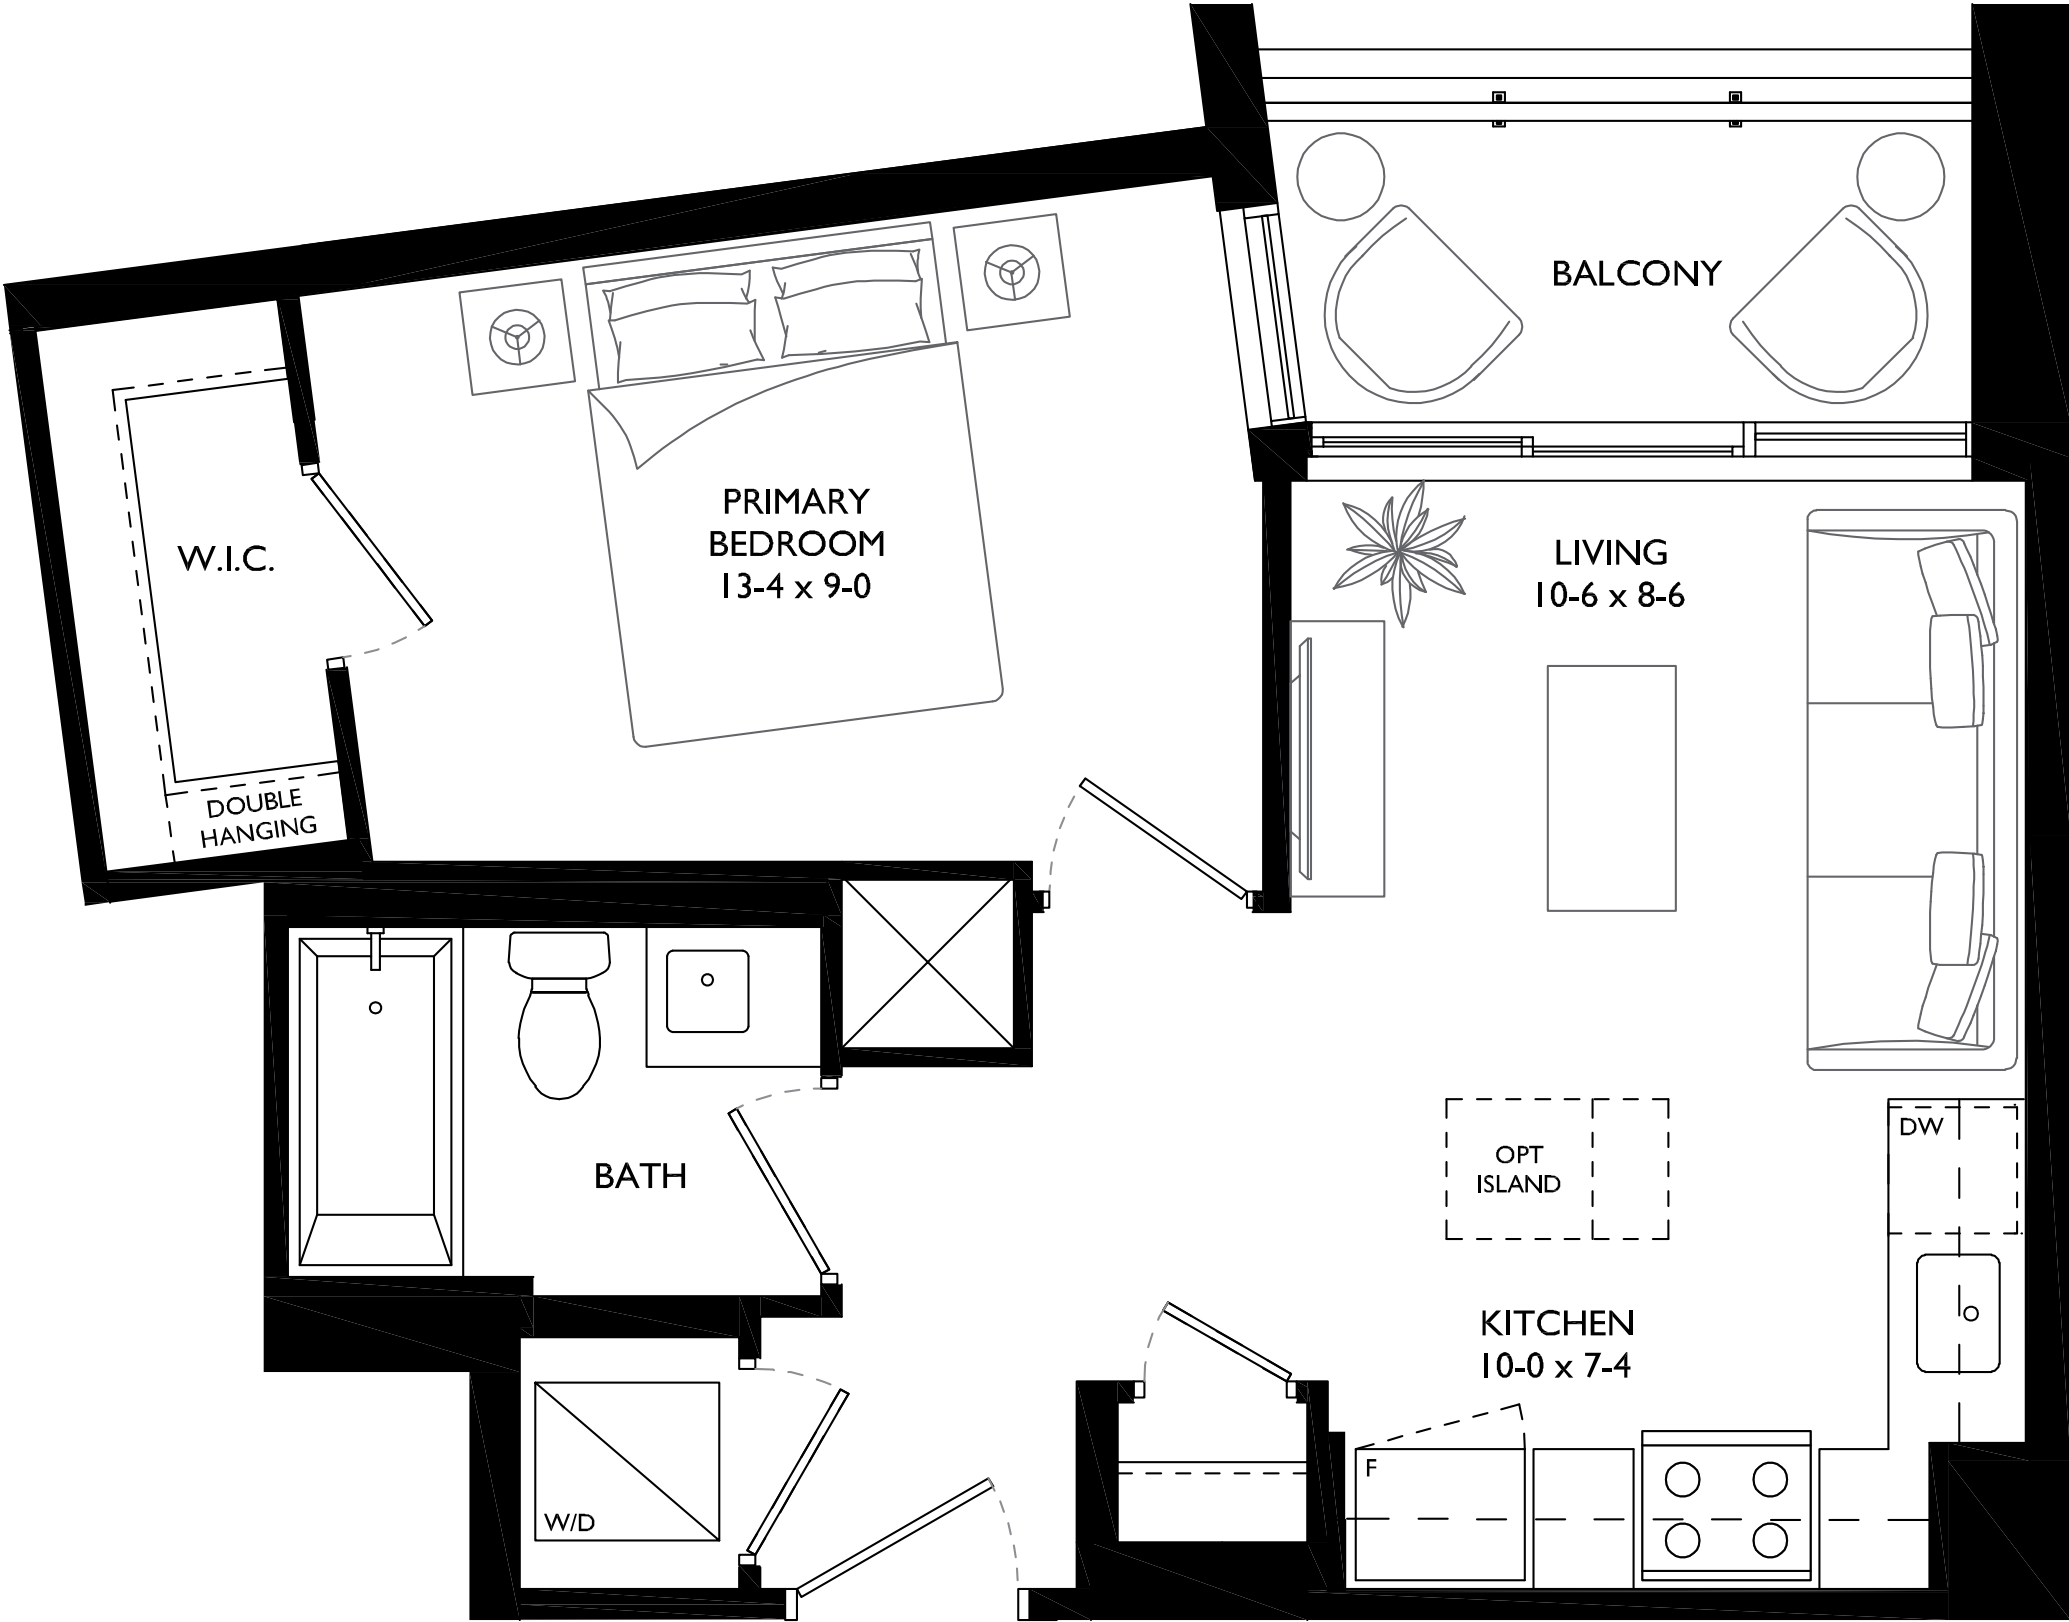 BALCONY
PRIMARY
BEDROOM
13-4 x 9-0
LIVING
10-6 x 8-6
W.I.C.
DOUBLE
HANGING
DW
OPT
ISLAND
BATH
KITCHEN
10-0 x 7-4
F
W/D